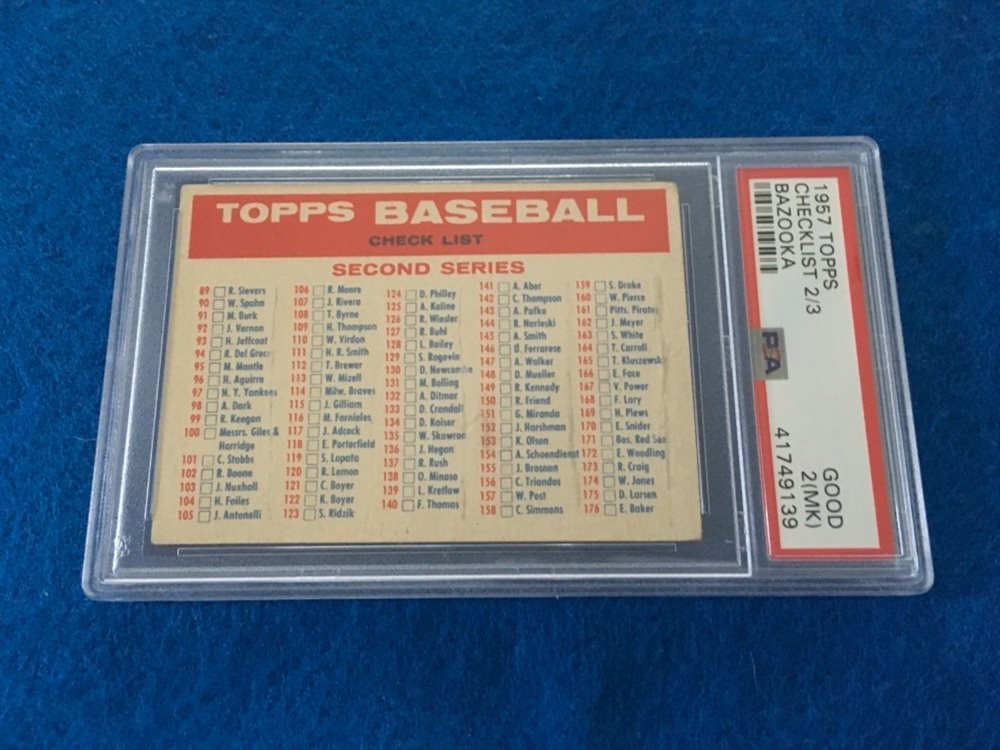 TOPPS BASEBALL
CHECK LIST
SECOND SERIES
89 R. Sievers
90 W. Spahn
91 M. Burk
92 J. Vernon
93 H. Jeffcoat
94 R. Del Greco
95 M. Mantle
96 H. Aguirre
97 N. Y. Yankees
98 A. Dark
99 R. Keegan
100 Messrs. Giles &
Harridge
101 C. Stobbs
102 R. Boone
103 J. Nuxhall
104 H. Foiles
105 J. Antonelli
106 R. Moore
107 J. Rivera
108 T. Byrne
109 H. Thompson
110 W. Virdon
111 H. R. Smith
112 T. Brewer
113 W. Mizell
114 Milw. Braves
115 J. Gilliam
116 M. Fornieles
117 J. Adcock
118 E. Porterfield
119 S. Lopata
120 R. Lemon
121 C. Boyer
122 K. Boyer
123 S. Ridzik
124 D. Philley
125 A. Kaline
126 R. Wiesler
127 R. Buhl
128 L. Bailey
129 S. Rogovin
130 D. Newcombe
131 M. Bolling
132 A. Ditmar
133 D. Crandall
134 D. Kaiser
135 W. Skowron
136 J. Hegan
137 R. Rush
138 O. Minoso
139 L. Kretlow
140 F. Thomas
141 A. Aber
142 C. Thompson
143 A. Pafko
144 R. Narleski
145 A. Smith
146 D. Ferrarese
147 A. Walker
148 D. Mueller
149 R. Kennedy
150 R. Friend
151 G. Miranda
152 J. Harshman
153 K. Olson
154 A. Schoendienst
155 J. Brosnan
156 C. Triandos
157 W. Post
158 C. Simmons
159 S. Drake
160 W. Pierce
161 Pitts. Pirates
162 J. Meyer
163 S. White
164 T. Carroll
165 T. Kluszewski
166 E. Face
167 V. Power
168 F. Lary
169 H. Plews
170 E. Snider
171 Bos. Red Sox
172 E. Woodling
173 R. Craig
174 W. Jones
175 D. Larsen
176 E. Baker
1957 TOPPS
CHECKLIST 2/3
BAZOOKA
PSA
GOOD
2(MK)
41749139